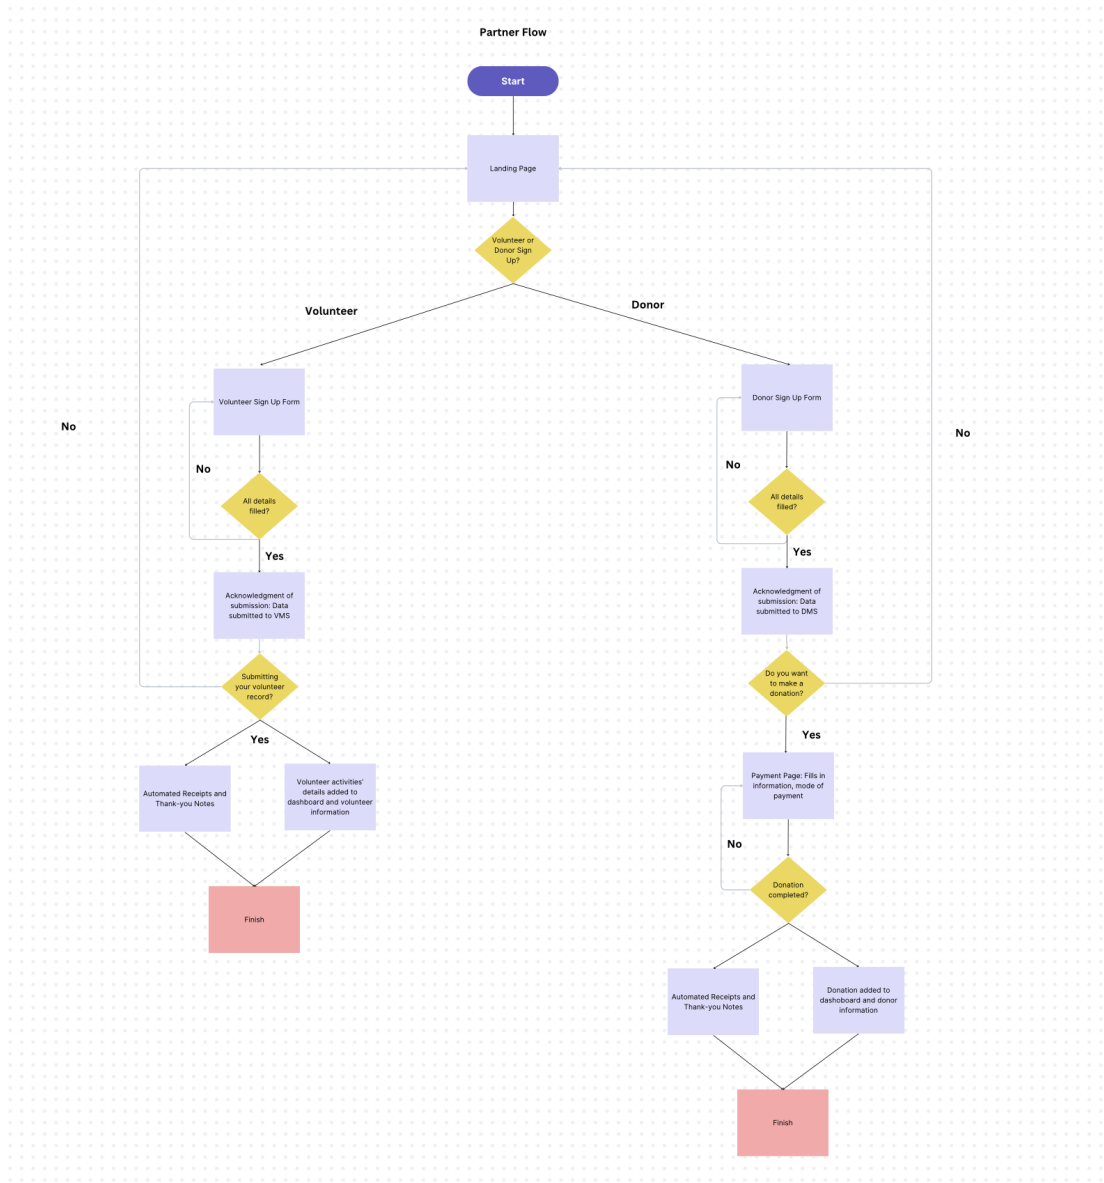 Partner Flow
Start
Landing Page
Volunteer or
Donor Sign
Up?
Volunteer
Donor
Volunteer Sign Up Form
Donor Sign Up Form
No
No
No
No
All details
filled?
All details
filled?
Yes
Yes
Acknowledgment of
submission: Data
submitted to VMS
Acknowledgment of
submission: Data
submitted to DMS
Submitting
your volunteer
record?
Do you want
to make a
donation?
Yes
Yes
Automated Receipts and
Thank-you Notes
Volunteer activities'
details added to
dashboard and volunteer
information
Payment Page: Fills in
information, mode of
payment
No
Donation
completed?
Finish
Automated Receipts and
Thank-you Notes
Donation added to
dashoboard and donor
information
Finish